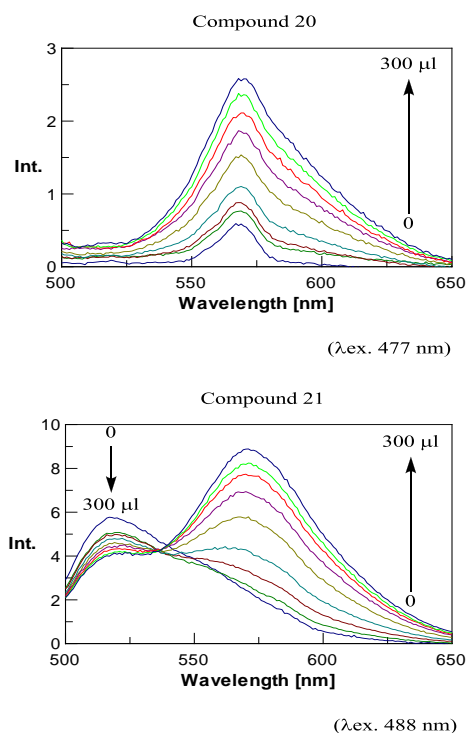 Compound 20
3
300 μl
2
Int.
1
0
0
500 550 600 650
Wavelength [nm]
(λex. 477 nm)
Compound 21
10
0
300 μl
8
300 μl
6
Int.
4
2
0
0
500 550 600 650
Wavelength [nm]
(λex. 488 nm)